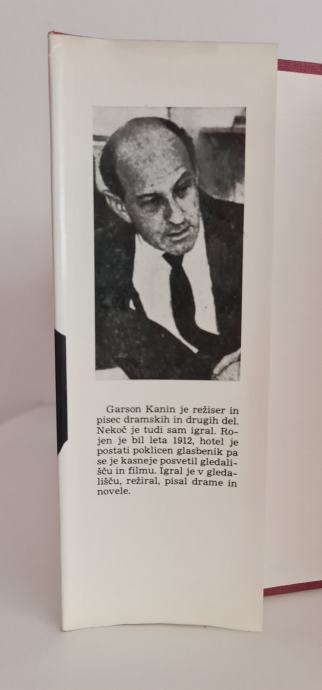 Garson Kanin je režiser in
pisec dramskih in drugih del.
Nekoč je tudi sam igral. Ro-
jen je bil leta 1912, hotel je
postati poklicen glasbenik pa
se je kasneje posvetil gledali-
šču in filmu. Igral je v gleda-
lišču, režiral, pisal drame in
novele.